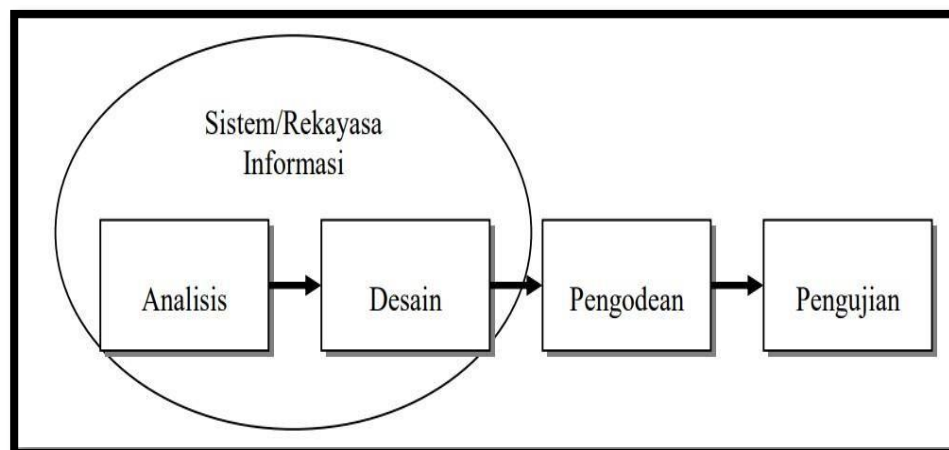 Sistem/Rekayasa
Informasi
Analisis
Desain
Pengodean
Pengujian